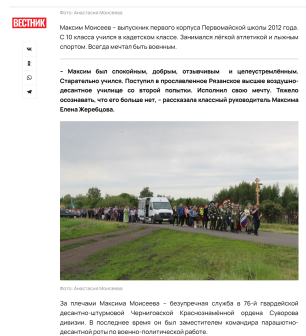 Фото: Анастасия Моисеева
ВЕСТНИК
Максим Моисеев – выпускник первого корпуса Первомайской школы 2012 года.
С 10 класса учился в кадетском классе. Занимался лёгкой атлетикой и лыжным
спортом. Всегда мечтал быть военным.
– Максим был спокойным, добрым, отзывчивым и целеустремлённым.
Старательно учился. Поступил в прославленное Рязанское высшее воздушно-
десантное училище со второй попытки. Исполнил свою мечту. Тяжело
осознавать, что его больше нет, – рассказала классный руководитель Максима
Елена Жеребцова.
Фото: Анастасия Моисеева
За плечами Максима Моисеева – безупречная служба в 76-й гвардейской
десантно-штурмовой Черниговской Краснознамённой ордена Суворова
дивизии. В последнее время он был заместителем командира парашютно-
десантной роты по военно-политической работе.